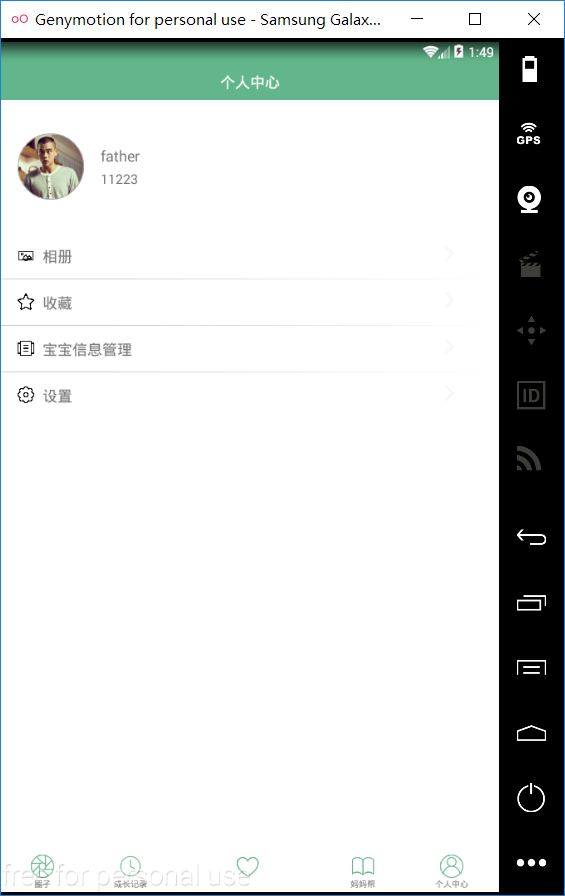 Genymotion for personal use - Samsung Galax...
1:49
个人中心
GPS
father
11223
相册
收藏
宝宝信息管理
设置
ID
free for personal use
圈子
成长记录
妈妈帮
个人中心